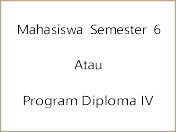 Mahasiswa Semester 6
Atau
Program Diploma IV